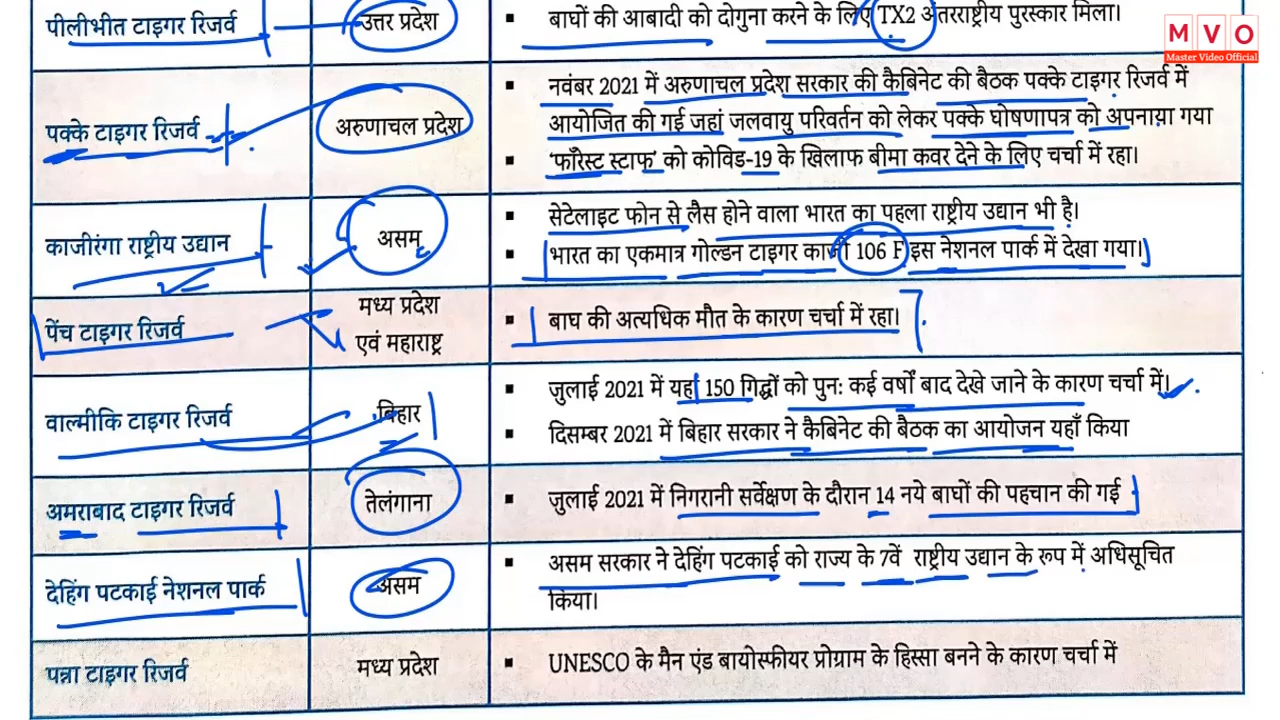 पीलीभीत टाइगर रिजर्व
उत्तर प्रदेश
▪ बाघों की आबादी को दोगुना करने के लिए TX2 अंतरराष्ट्रीय पुरस्कार मिला।
M V O
Master Video Official
पक्के टाइगर रिजर्व
अरुणाचल प्रदेश
▪ नवंबर 2021 में अरुणाचल प्रदेश सरकार की कैबिनेट की बैठक पक्के टाइगर रिजर्व में
आयोजित की गई जहां जलवायु परिवर्तन को लेकर पक्के घोषणापत्र को अपनाया गया
▪ 'फॉरेस्ट स्टाफ' को कोविड-19 के खिलाफ बीमा कवर देने के लिए चर्चा में रहा।
काजीरंगा राष्ट्रीय उद्यान
असम
▪ सेटेलाइट फोन से लैस होने वाला भारत का पहला राष्ट्रीय उद्यान भी है।
▪ भारत का एकमात्र गोल्डन टाइगर काजी 106 F इस नेशनल पार्क में देखा गया।
पेंच टाइगर रिजर्व
मध्य प्रदेश
एवं महाराष्ट्र
▪ बाघ की अत्यधिक मौत के कारण चर्चा में रहा।
वाल्मीकि टाइगर रिजर्व
बिहार
▪ जुलाई 2021 में यह 150 गिद्धों को पुन: कई वर्षों बाद देखे जाने के कारण चर्चा में।
▪ दिसम्बर 2021 में बिहार सरकार ने कैबिनेट की बैठक का आयोजन यहाँ किया
अमराबाद टाइगर रिजर्व
तेलंगाना
▪ जुलाई 2021 में निगरानी सर्वेक्षण के दौरान 14 नये बाघों की पहचान की गई
देहिंग पटकाई नेशनल पार्क
असम
▪ असम सरकार ने देहिंग पटकाई को राज्य के 7वें राष्ट्रीय उद्यान के रूप में अधिसूचित
किया।
पन्ना टाइगर रिजर्व
मध्य प्रदेश
▪ UNESCO के मैन एंड बायोस्फीयर प्रोग्राम के हिस्सा बनने के कारण चर्चा में